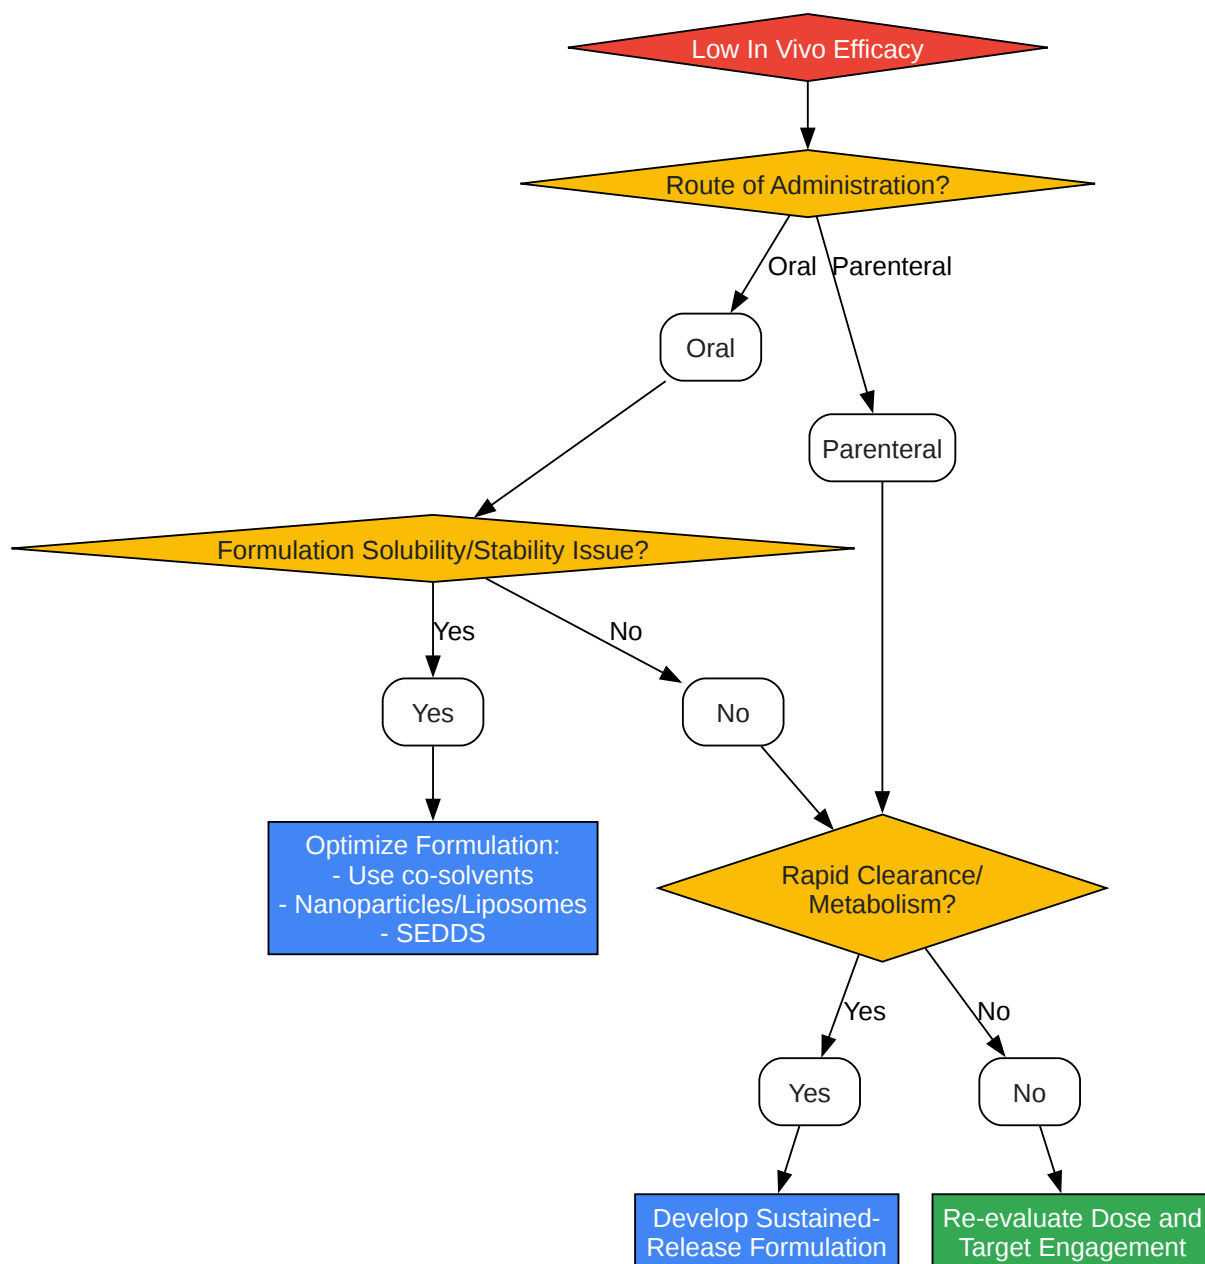 Low In Vivo Efficacy
Route of Administration?
Oral
Parenteral
Oral
Parenteral
Formulation Solubility/Stability Issue?
Yes
No
Yes
No
Optimize Formulation:
- Use co-solvents
- Nanoparticles/Liposomes
- SEDDS
Rapid Clearance/
Metabolism?
Yes
No
Yes
No
Develop Sustained-
Release Formulation
Re-evaluate Dose and
Target Engagement